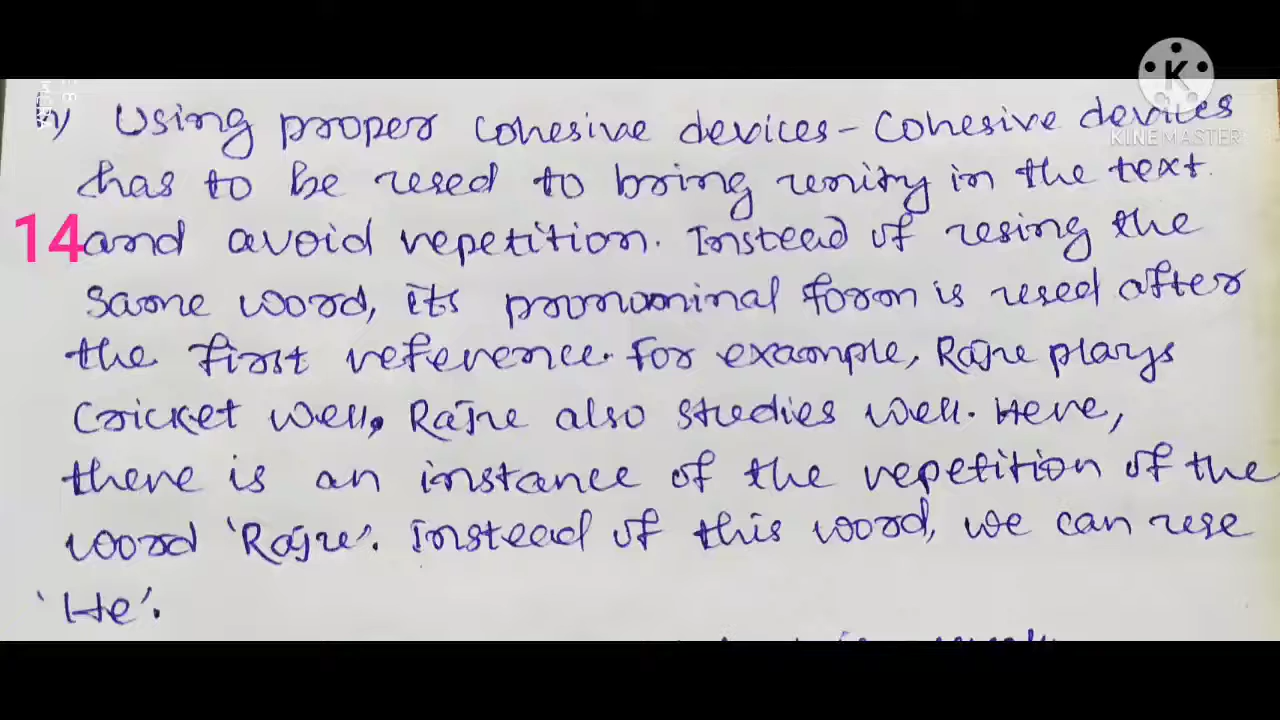 KINEMASTER
h) Using proper cohesive devices - Cohesive devices
has to be used to bring unity in the text
14
and avoid repetition. Instead of using the
same word, its pronominal form is used after
the first reference. For example, Raju plays
Cricket well, Raju also studies well. Here,
there is an instance of the repetition of the
word 'Raju'. Instead of this word, we can use
'He'.